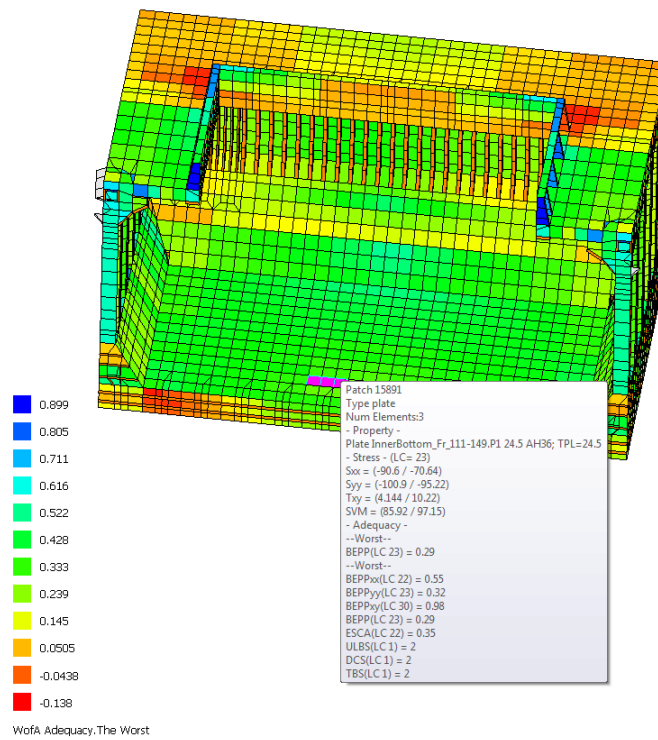 Patch 15891
Type plate
Num Elements:3
- Property -
Plate InnerBottom_Fr_111-149.P1 24.5 AH36; TPL=24.5
- Stress - (LC= 23)
Sxx = (-90.6 / -70.64)
Syy = (-100.9 / -95.22)
Txy = (4.144 / 10.22)
SVM = (85.92 / 97.15)
- Adequacy -
--Worst--
BEPP(LC 23) = 0.29
--Worst--
BEPPxx(LC 22) = 0.55
BEPPyy(LC 23) = 0.32
BEPPxy(LC 30) = 0.98
BEPP(LC 23) = 0.29
ESCA(LC 22) = 0.35
ULBS(LC 1) = 2
DCS(LC 1) = 2
TBS(LC 1) = 2
0.899
0.805
0.711
0.616
0.522
0.428
0.333
0.239
0.145
0.0505
-0.0438
-0.138
WofA Adequacy.The Worst